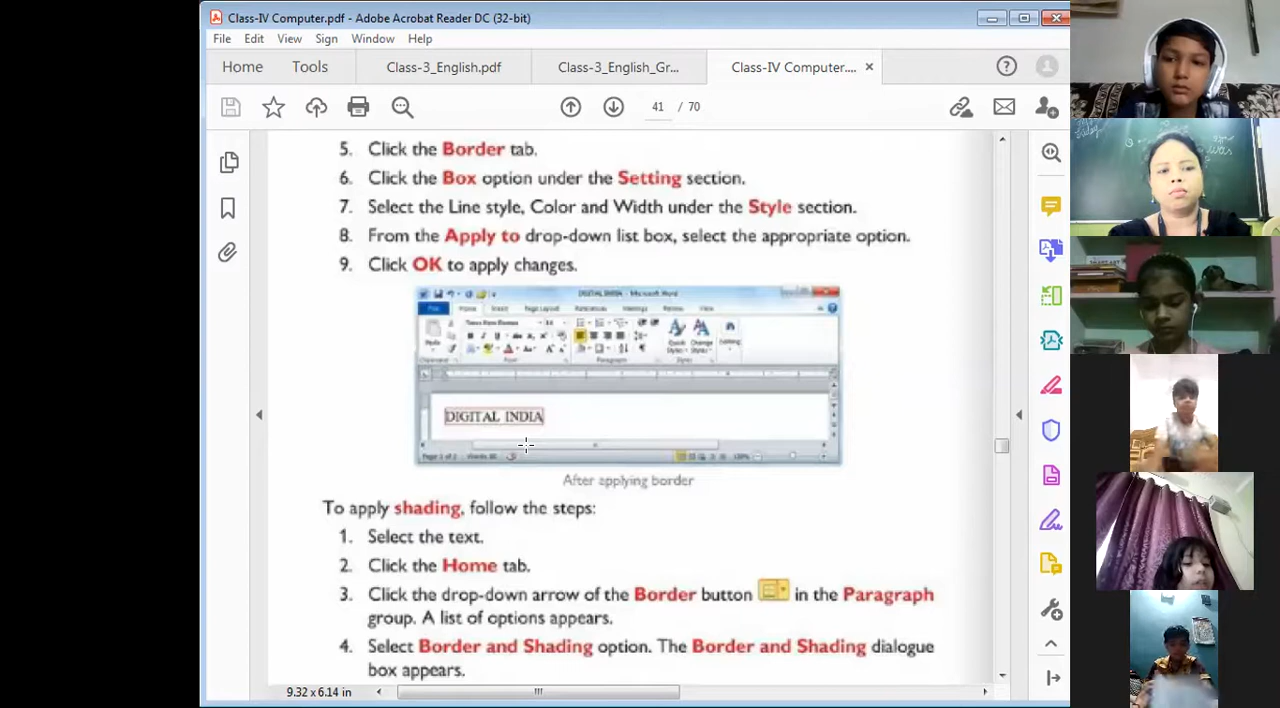 Class-IV Computer.pdf - Adobe Acrobat Reader DC (32-bit)
File Edit View Sign Window Help
Home Tools Class-3_English.pdf Class-3_English_Gr... Class-IV Computer.... ×
41 / 70
5. Click the Border tab.
6. Click the Box option under the Setting section.
7. Select the Line style, Color and Width under the Style section.
8. From the Apply to drop-down list box, select the appropriate option.
9. Click OK to apply changes.
DIGITAL INDIA - Microsoft Word
DIGITAL INDIA
After applying border
To apply shading, follow the steps:
1. Select the text.
2. Click the Home tab.
3. Click the drop-down arrow of the Border button in the Paragraph
group. A list of options appears.
4. Select Border and Shading option. The Border and Shading dialogue
box appears.
9.32 x 6.14 in
was